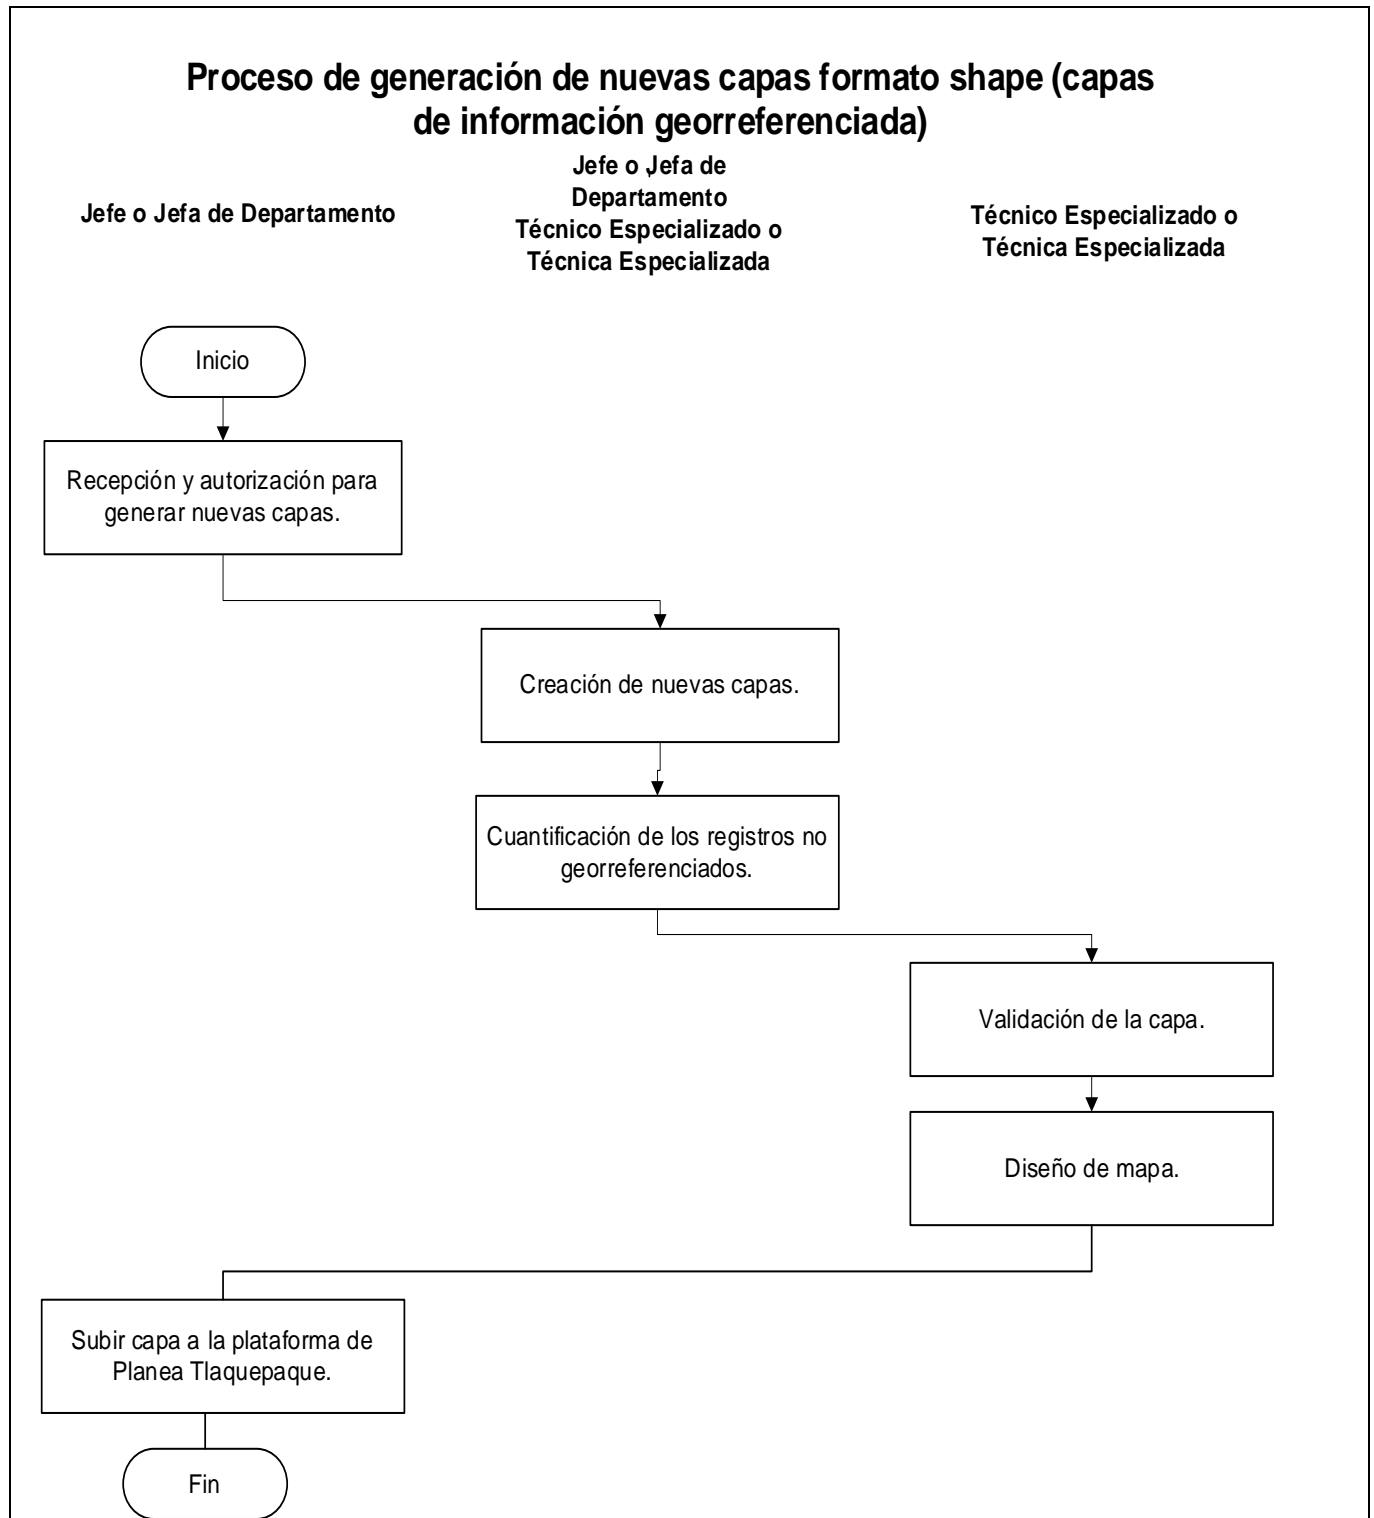 Proceso de generación de nuevas capas formato shape (capas
de información georreferenciada)
Jefe o Jefa de Departamento
Jefe o Jefa de
Departamento
Técnico Especializado o
Técnica Especializada
Técnico Especializado o
Técnica Especializada
Inicio
Recepción y autorización para
generar nuevas capas.
Creación de nuevas capas.
Cuantificación de los registros no
georreferenciados.
Validación de la capa.
Diseño de mapa.
Subir capa a la plataforma de
Planea Tlaquepaque.
Fin